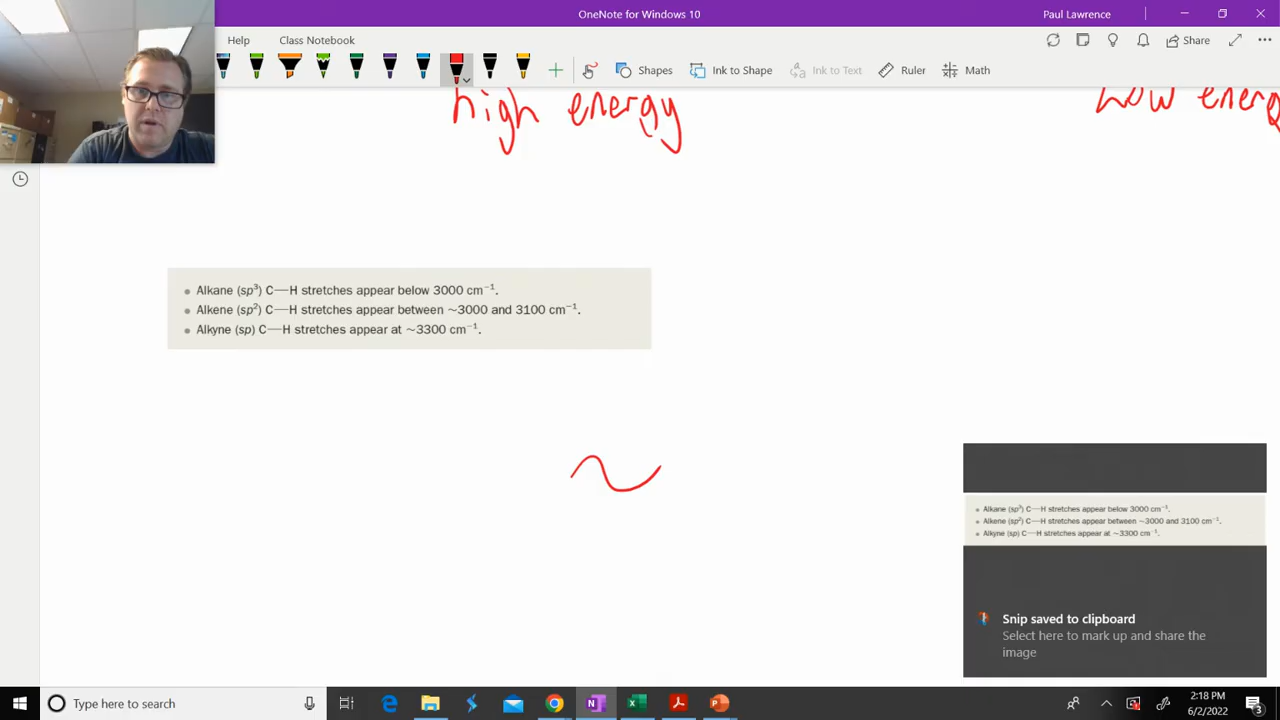 OneNote for Windows 10
Paul Lawrence
Help
Class Notebook
Share
Shapes
Ink to Shape
Ink to Text
Ruler
Math
high energy
Low energ
• Alkane (sp³) C—H stretches appear below 3000 cm⁻¹.
• Alkene (sp²) C—H stretches appear between ~3000 and 3100 cm⁻¹.
• Alkyne (sp) C—H stretches appear at ~3300 cm⁻¹.
~
• Alkane (sp³) C—H stretches appear below 3000 cm⁻¹.
• Alkene (sp²) C—H stretches appear between ~3000 and 3100 cm⁻¹.
• Alkyne (sp) C—H stretches appear at ~3300 cm⁻¹.
Snip saved to clipboard
Select here to mark up and share the
image
Type here to search
2:18 PM
6/2/2022
3